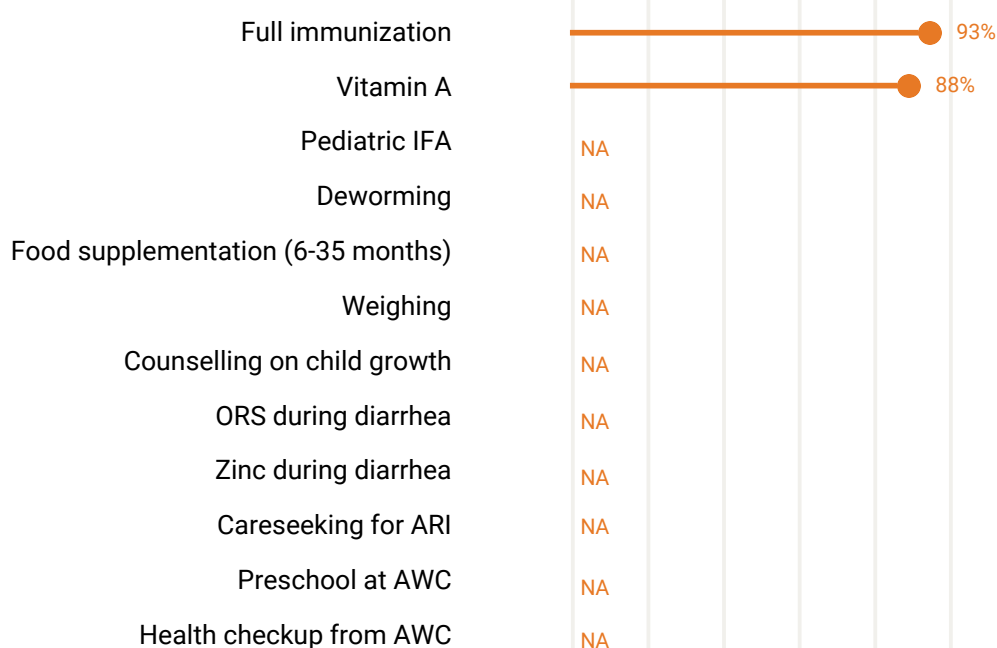 Full immunization 93%
Vitamin A 88%
Pediatric IFA NA
Deworming NA
Food supplementation (6-35 months) NA
Weighing NA
Counselling on child growth NA
ORS during diarrhea NA
Zinc during diarrhea NA
Careseeking for ARI NA
Preschool at AWC NA
Health checkup from AWC NA